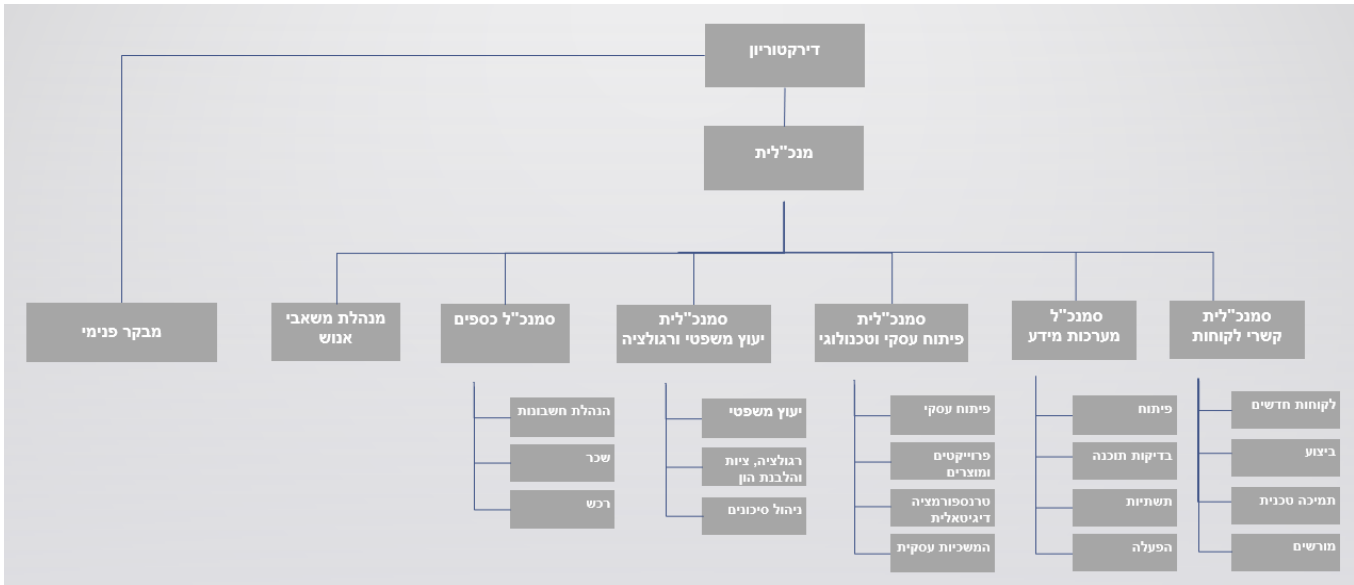 דירקטוריון
מנכ"לית
סמנכ"לית
קשרי לקוחות
לקוחות חדשים
ביצוע
תמיכה טכנית
מורשים
סמנכ"ל
מערכות מידע
פיתוח
בדיקות תוכנה
תשתיות
הפעלה
סמנכ"לית
פיתוח עסקי וטכנולוגי
פיתוח עסקי
פרוייקטים
ומוצרים
טרנספורמציה
דיגיטאלית
המשכיות עסקית
סמנכ"לית
יעוץ משפטי ורגולציה
יעוץ משפטי
רגולציה, ציות
והלבנת הון
ניהול סיכונים
סמנכ"ל כספים
הנהלת חשבונות
שכר
רכש
מנהלת משאבי
אנוש
מבקר פנימי